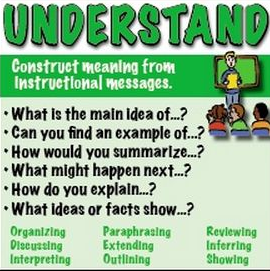 UNDERSTAND
Construct meaning from
instructional messages.
• What is the main idea of...?
• Can you find an example of...?
• How would you summarize...?
• What might happen next...?
• How do you explain...?
• What ideas or facts show...?
Organizing Paraphrasing Reviewing
Discussing Extending Inferring
Interpreting Outlining Showing